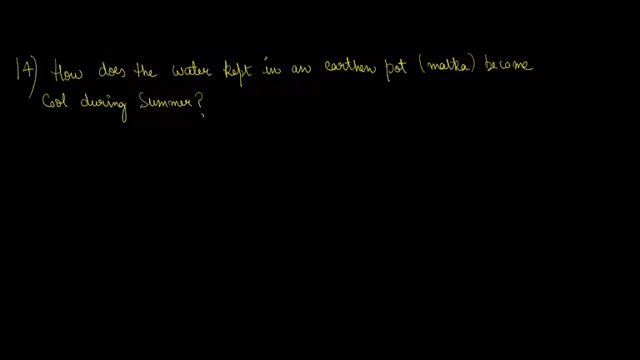 14) How does the water kept in an earthen pot (matka) become
Cool during Summer?